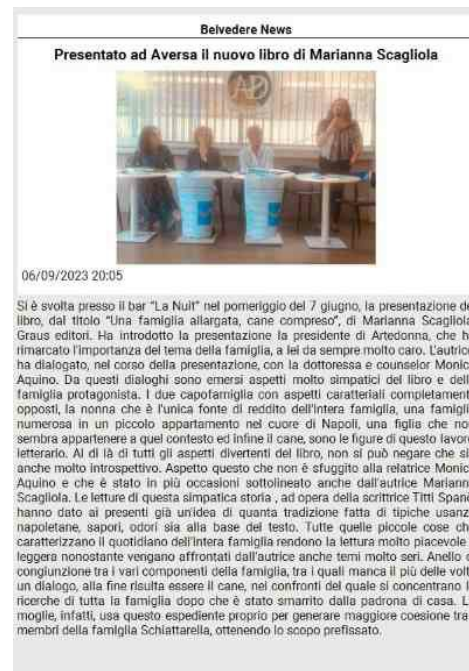 Belvedere News
Presentato ad Aversa il nuovo libro di Marianna Scagliola
06/09/2023 20:05
Si è svolta presso il bar "La Nuit" nel pomeriggio del 7 giugno, la presentazione de
libro, dal titolo "Una famiglia allargata, cane compreso", di Marianna Scagliola
Graus editori. Ha introdotto la presentazione la presidente di Artedonna, che h
rimarcato l'importanza del tema della famiglia, a lei da sempre molto caro. L'autric
ha dialogato, nel corso della presentazione, con la dottoressa e counselor Monic
Aquino. Da questi dialoghi sono emersi aspetti molto simpatici del libro e dell
famiglia protagonista. I due capofamiglia con aspetti caratteriali completament
opposti, la nonna che è l'unica fonte di reddito dell'intera famiglia, una famigli
numerosa in un piccolo appartamento nel cuore di Napoli, una figlia che no
sembra appartenere a quel contesto ed infine il cane, sono le figure di questo lavor
letterario. Al di là di tutti gli aspetti divertenti del libro, non si può negare che si
anche molto introspettivo. Aspetto questo che non è sfuggito alla relatrice Monic
Aquino e che è stato in più occasioni sottolineato anche dall'autrice Mariann
Scagliola. Le letture di questa simpatica storia , ad opera della scrittrice Titti Span
hanno dato ai presenti già un'idea di quanta tradizione fatta di tipiche usanz
napoletane, sapori, odori sia alla base del testo. Tutte quelle piccole cose ch
caratterizzano il quotidiano dell'intera famiglia rendono la lettura molto piacevole
leggera nonostante vengano affrontati dall'autrice anche temi molto seri. Anello d
congiunzione tra i vari componenti della famiglia, tra i quali manca il più delle volt
un dialogo, alla fine risulta essere il cane, nei confronti del quale si concentrano l
ricerche di tutta la famiglia dopo che è stato smarrito dalla padrona di casa. L
moglie, infatti, usa questo espediente proprio per generare maggiore coesione tra
membri della famiglia Schiattarella, ottenendo lo scopo prefissato.